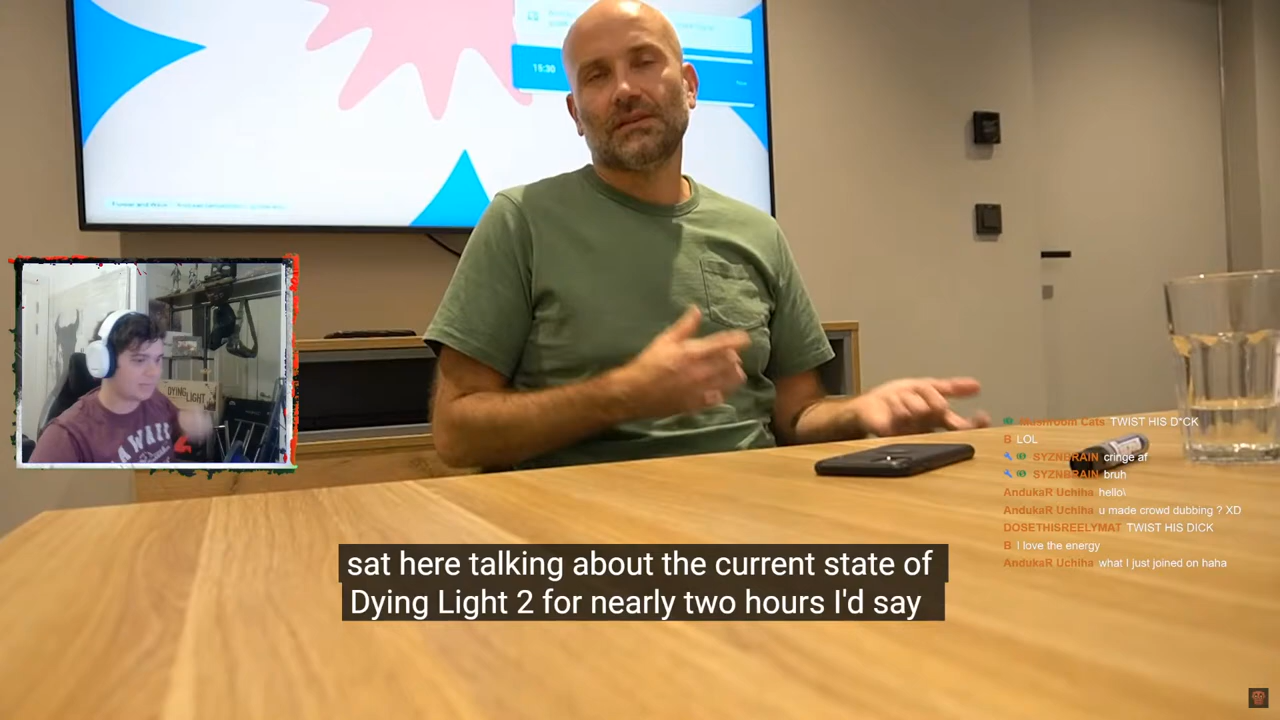 15:30
DYING LIGHT
Mushroom Cats TWIST HIS D*CK
B LOL
SYZNBRAIN cringe af
SYZNBRAIN bruh
AndukaR Uchiha hello\
AndukaR Uchiha u made crowd dubbing ? XD
DOSETHISREELYMAT TWIST HIS DICK
B I love the energy
AndukaR Uchiha what I just joined on haha
sat here talking about the current state of
Dying Light 2 for nearly two hours I'd say